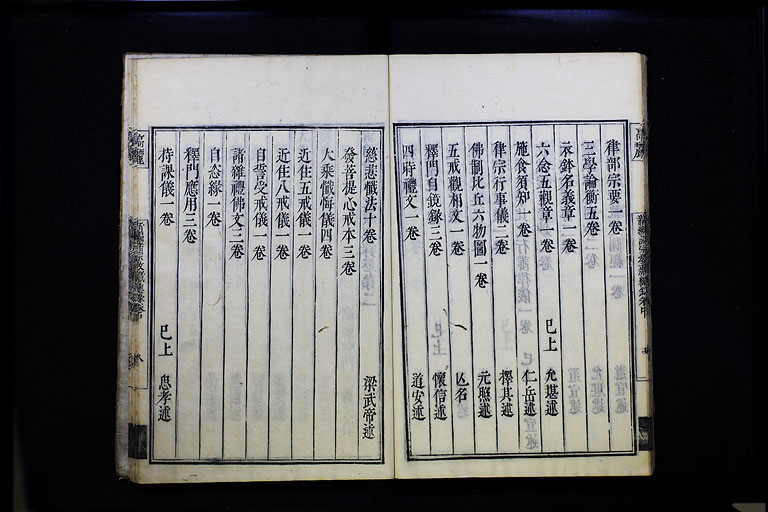 律部宗要一卷
三學論衡五卷
衣鉢名義章一卷
六念五觀章一卷 已上 允堪述
施食須知一卷 仁岳述
律宗行事儀二卷 擇其述
佛制比丘六物圖一卷 元照述
五戒觀相文一卷 亡名
釋門自鏡錄三卷 懷信述
四時禮文一卷 道安述
慈悲懺法十卷 梁武帝述
發菩提心戒本三卷
大乘懺悔儀四卷
近住五戒儀一卷
近住八戒儀一卷
自誓受戒儀一卷
諸雜禮佛文三卷
自恣緣一卷
釋門應用三卷
持課儀一卷 已上 思孝述
高麗